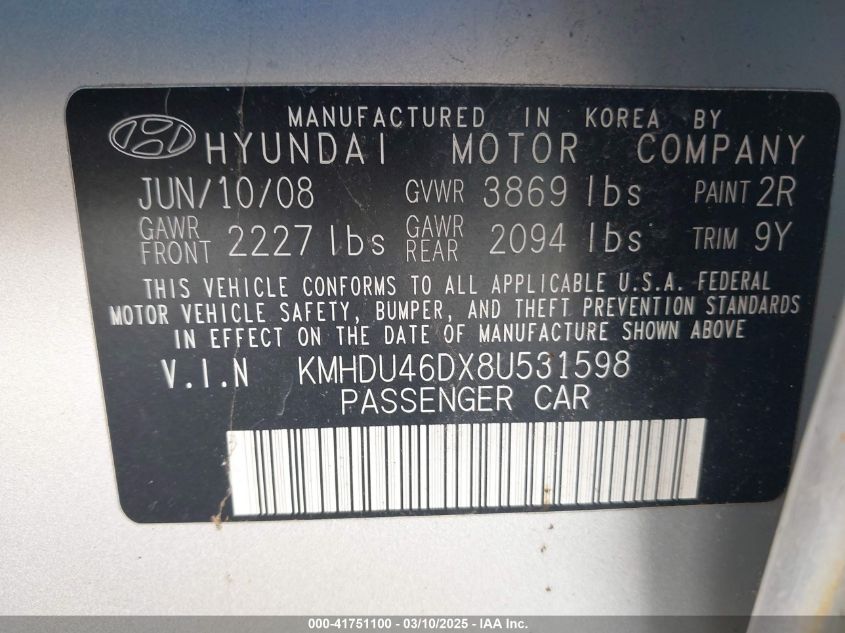 MANUFACTURED IN KOREA BY
HYUNDAI MOTOR COMPANY
JUN/10/08 GVWR 3869 lbs PAINT 2R
GAWR FRONT 2227 lbs GAWR REAR 2094 lbs TRIM 9Y
THIS VEHICLE CONFORMS TO ALL APPLICABLE U.S.A. FEDERAL
MOTOR VEHICLE SAFETY, BUMPER, AND THEFT PREVENTION STANDARDS
IN EFFECT ON THE DATE OF MANUFACTURE SHOWN ABOVE
V.I.N KMHDU46DX8U531598
PASSENGER CAR
000-41751100 - 03/10/2025 - IAA Inc.